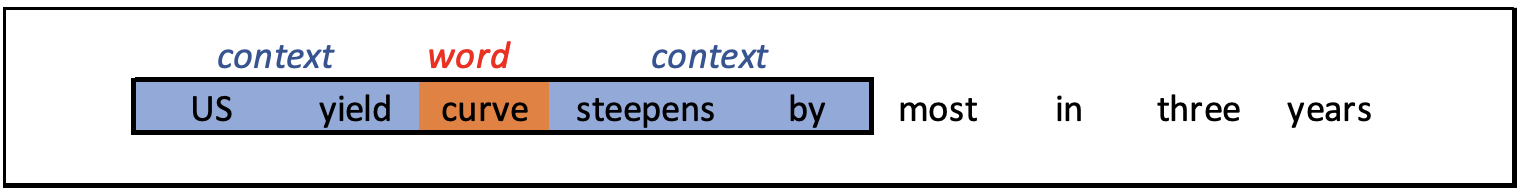 context word context
US yield curve steepens by most in three years